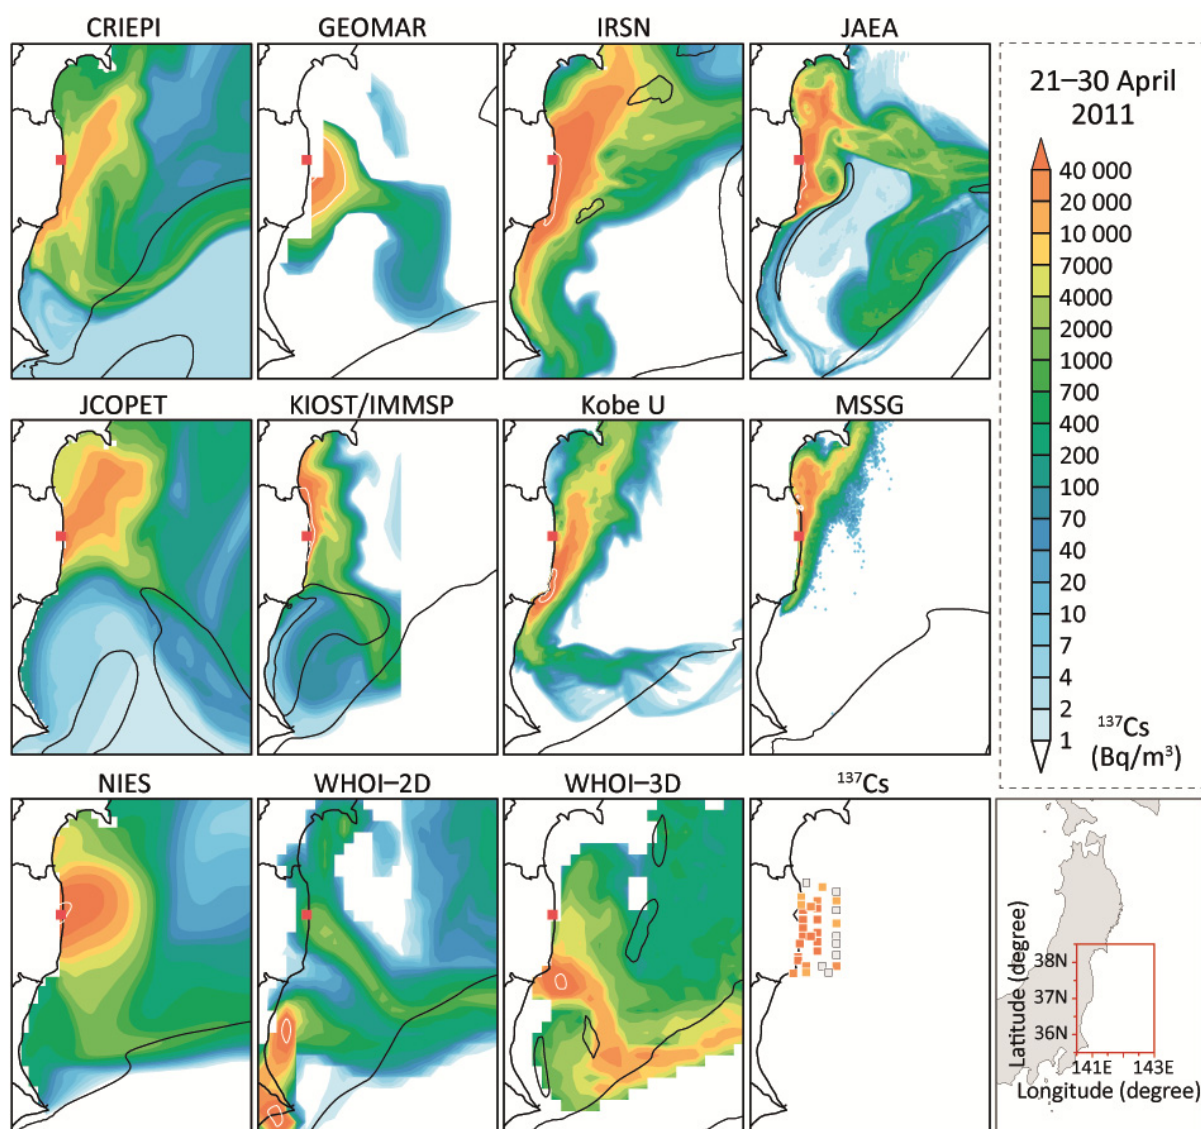 CRIEPI
GEOMAR
IRSN
JAEA
21–30 April
2011
40 000
20 000
10 000
7000
4000
2000
1000
700
400
200
100
70
40
20
10
7
4
2
1
¹³⁷Cs
(Bq/m³)
JCOPET
KIOST/IMMSP
Kobe U
MSSG
NIES
WHOI–2D
WHOI–3D
¹³⁷Cs
Latitude (degree)
38N
37N
36N
141E 143E
Longitude (degree)